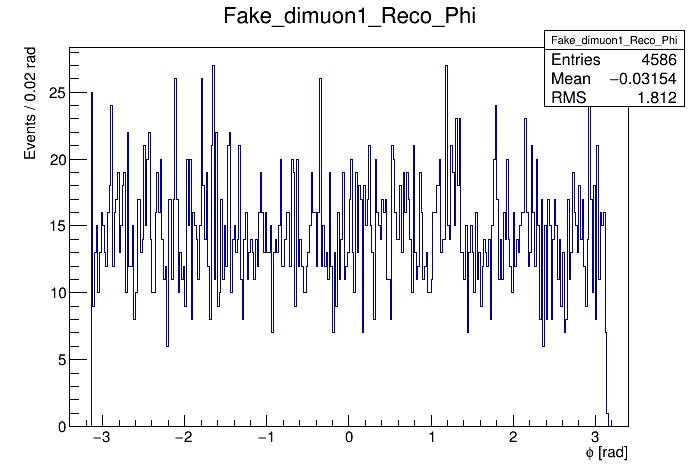 Fake_dimuon1_Reco_Phi
Fake_dimuon1_Reco_Phi
Entries 4586
Mean −0.03154
RMS 1.812
Events / 0.02 rad
25
20
15
10
5
0
−3 −2 −1 0 1 2 3
ϕ [rad]